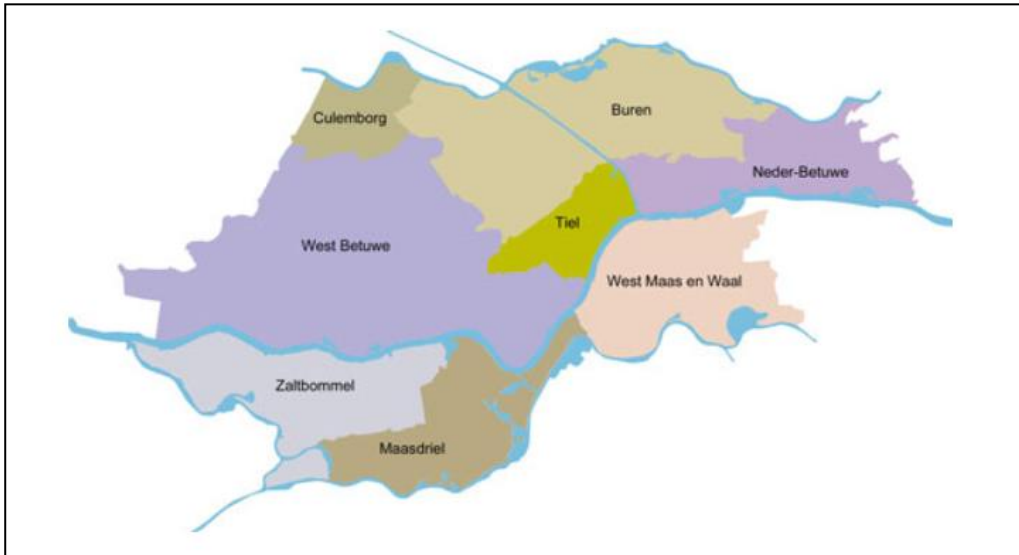 Culemborg
Buren
Neder-Betuwe
Tiel
West Betuwe
West Maas en Waal
Zaltbommel
Maasdriel